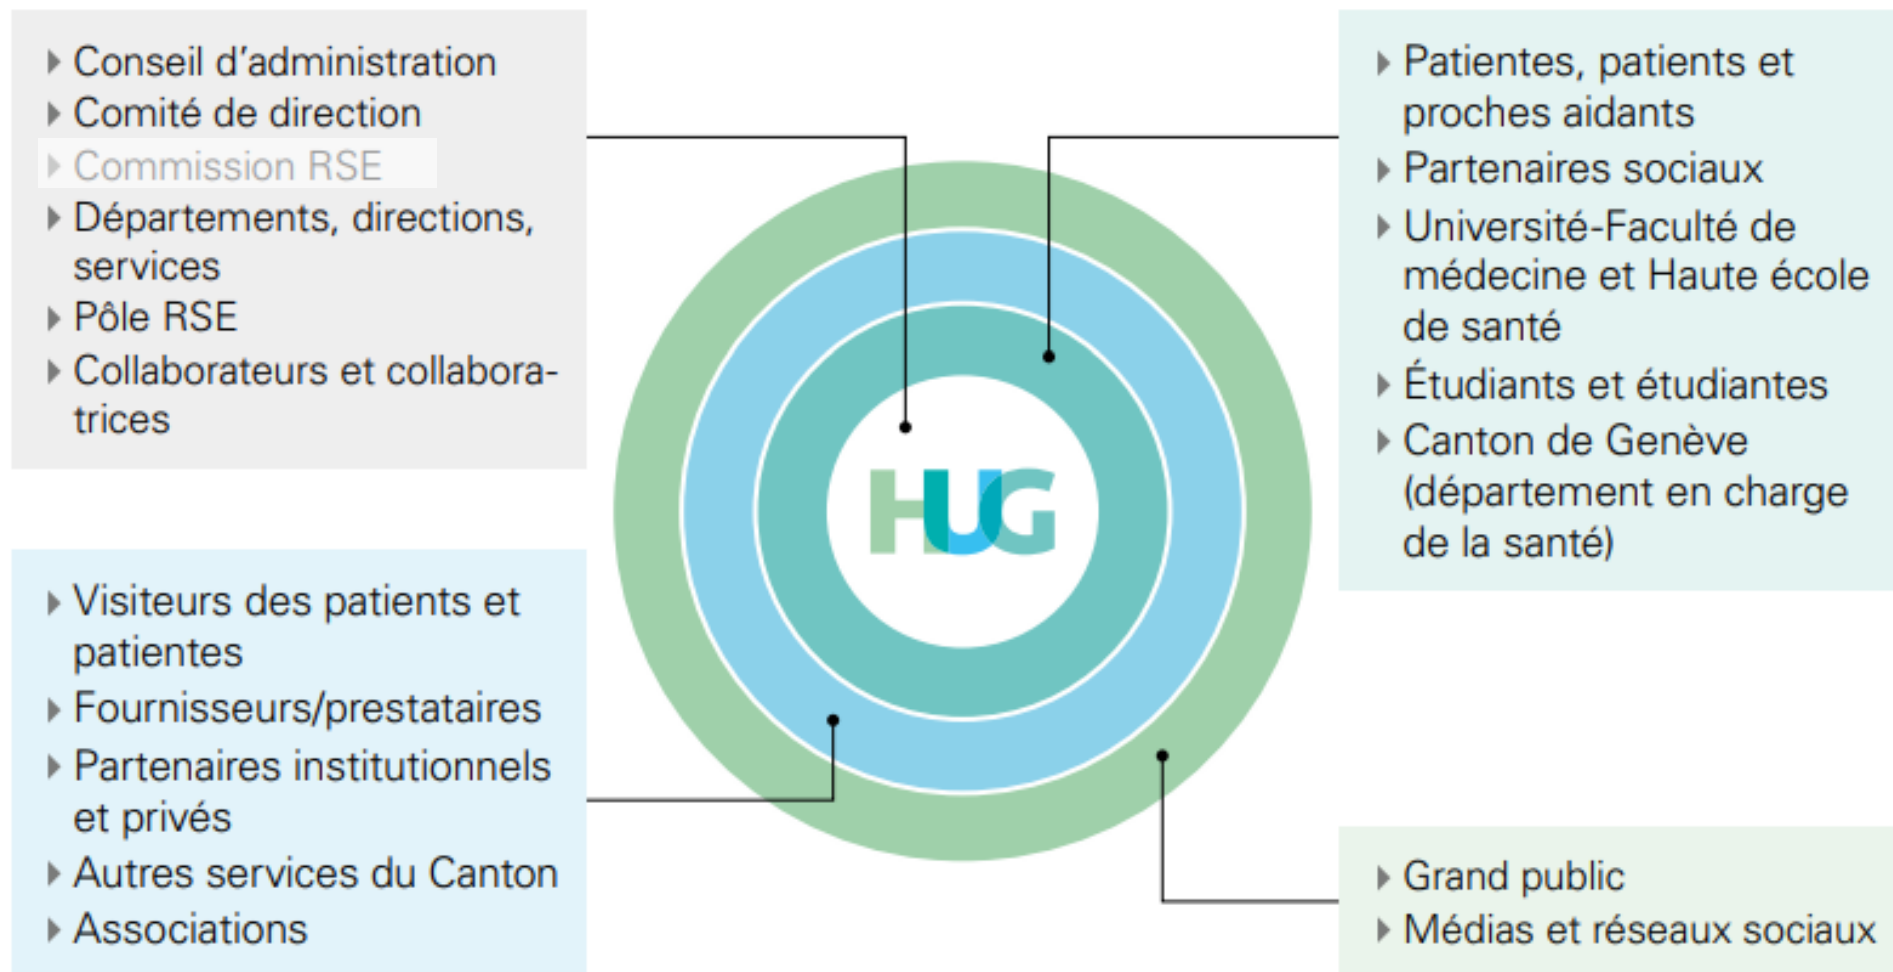 Conseil d'administration
Comité de direction
Commission RSE
Départements, directions,
services
Pôle RSE
Collaborateurs et collabora-
trices
Visiteurs des patients et
patientes
Fournisseurs/prestataires
Partenaires institutionnels
et privés
Autres services du Canton
Associations
HUG
Patientes, patients et
proches aidants
Partenaires sociaux
Université-Faculté de
médecine et Haute école
de santé
Étudiants et étudiantes
Canton de Genève
(département en charge
de la santé)
Grand public
Médias et réseaux sociaux